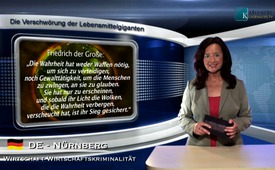 Die Verschwörung der Lebensmittelgiganten
Friedrich der Große:
„Die Wahrheit hat weder Waffen nötig,
um sich zu verteidigen,
noch Gewalttätigkeit, um die Menschen
zu zwingen, an sie zu glauben.
Sie hat nur zu erscheinen,
und sobald ihr Licht die Wolken,
die die Wahrheit verbergen,
verscheucht hat, ist ihr Sieg gesichert."
DE - Nürnberg
Wirtschaft-Wirtschaftskriminalität